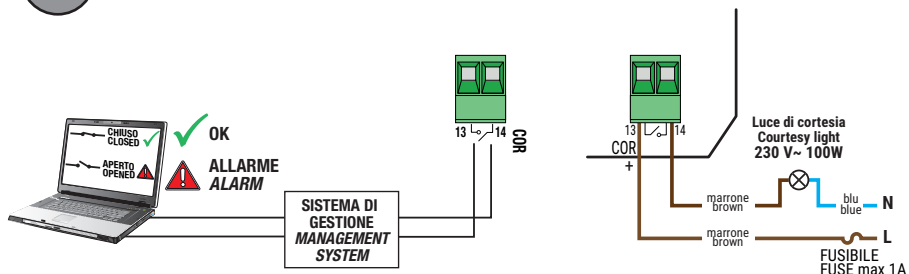 CHIUSO
CLOSED
APERTO
OPENED
OK
ALLARME
ALARM
SISTEMA DI
GESTIONE
MANAGEMENT
SYSTEM
13 14
COR
13 14
COR
+
Luce di cortesia
Courtesy light
230 V~ 100W
marrone
brown
blu
blue
N
marrone
brown
L
FUSIBILE
FUSE max 1A